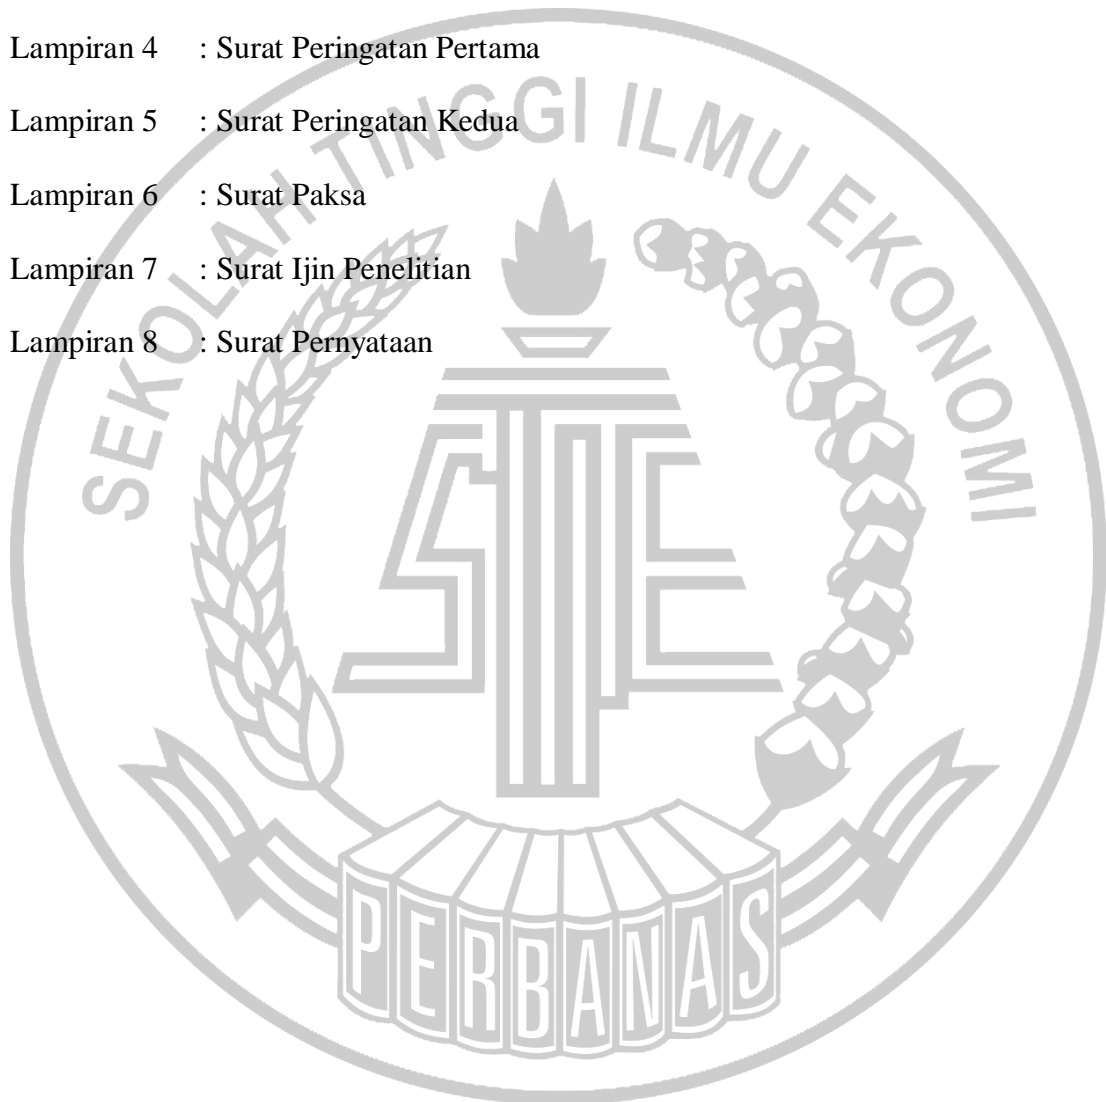 Lampiran 4 : Surat Peringatan Pertama
Lampiran 5 : Surat Peringatan Kedua
Lampiran 6 : Surat Paksa
Lampiran 7 : Surat Ijin Penelitian
Lampiran 8 : Surat Pernyataan
SEKOLAH TINGGI ILMU EKONOMI
STIE
PERBANAS